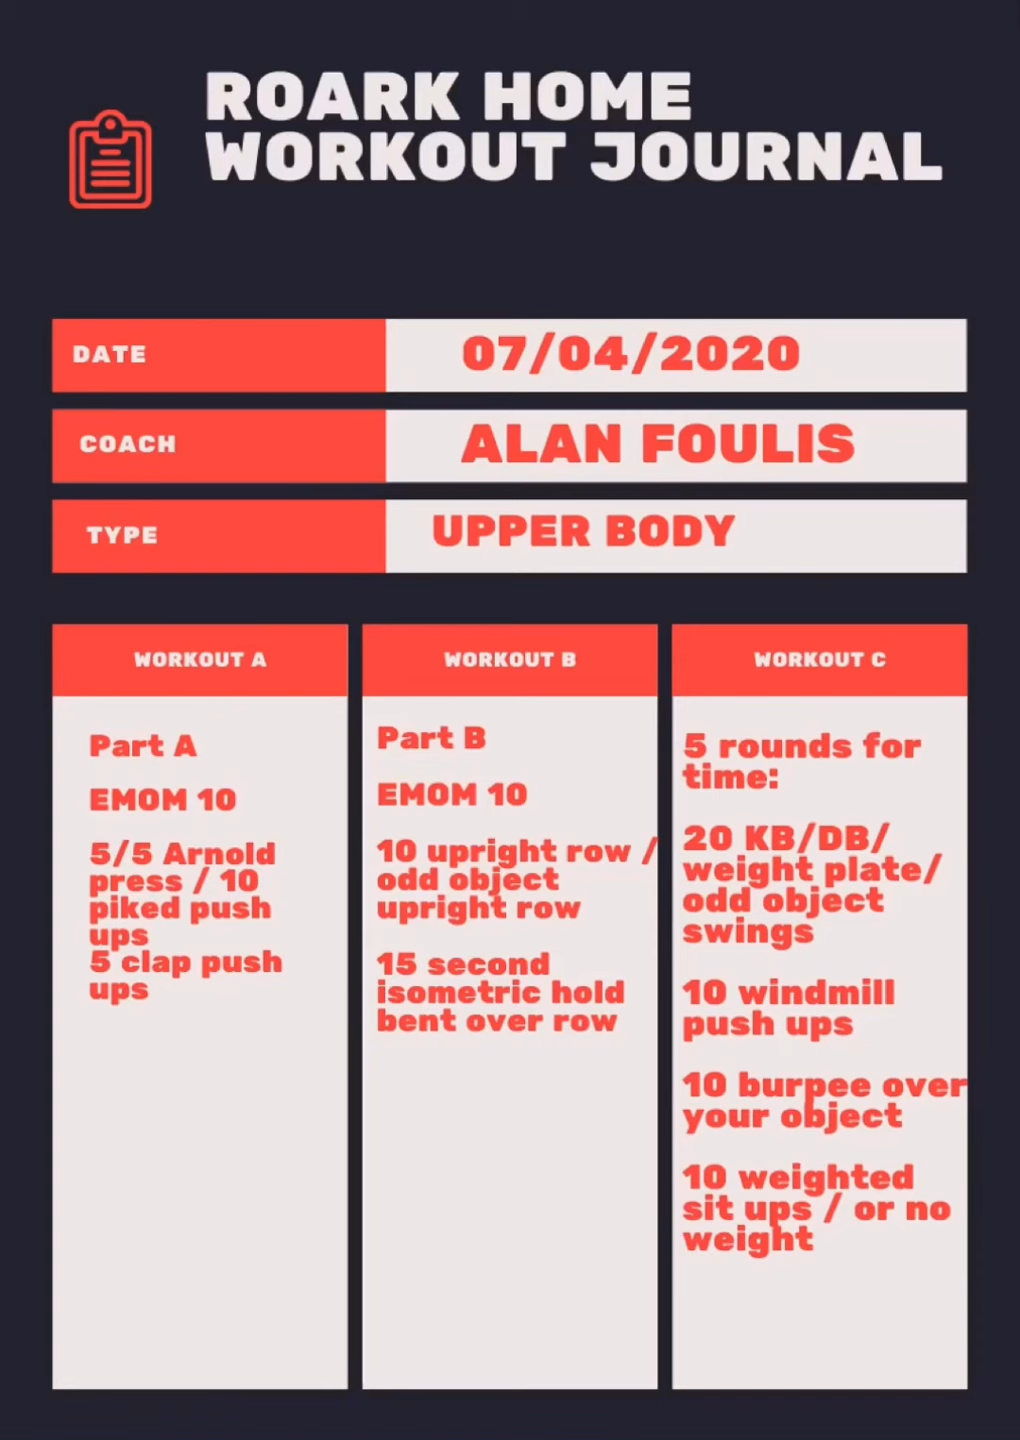 ROARK HOME
WORKOUT JOURNAL
DATE
07/04/2020
COACH
ALAN FOULIS
TYPE
UPPER BODY
WORKOUT A
Part A
EMOM 10
5/5 Arnold
press / 10
piked push
ups
5 clap push
ups
WORKOUT B
Part B
EMOM 10
10 upright row /
odd object
upright row
15 second
isometric hold
bent over row
WORKOUT C
5 rounds for
time:
20 KB/DB/
weight plate/
odd object
swings
10 windmill
push ups
10 burpee over
your object
10 weighted
sit ups / or no
weight